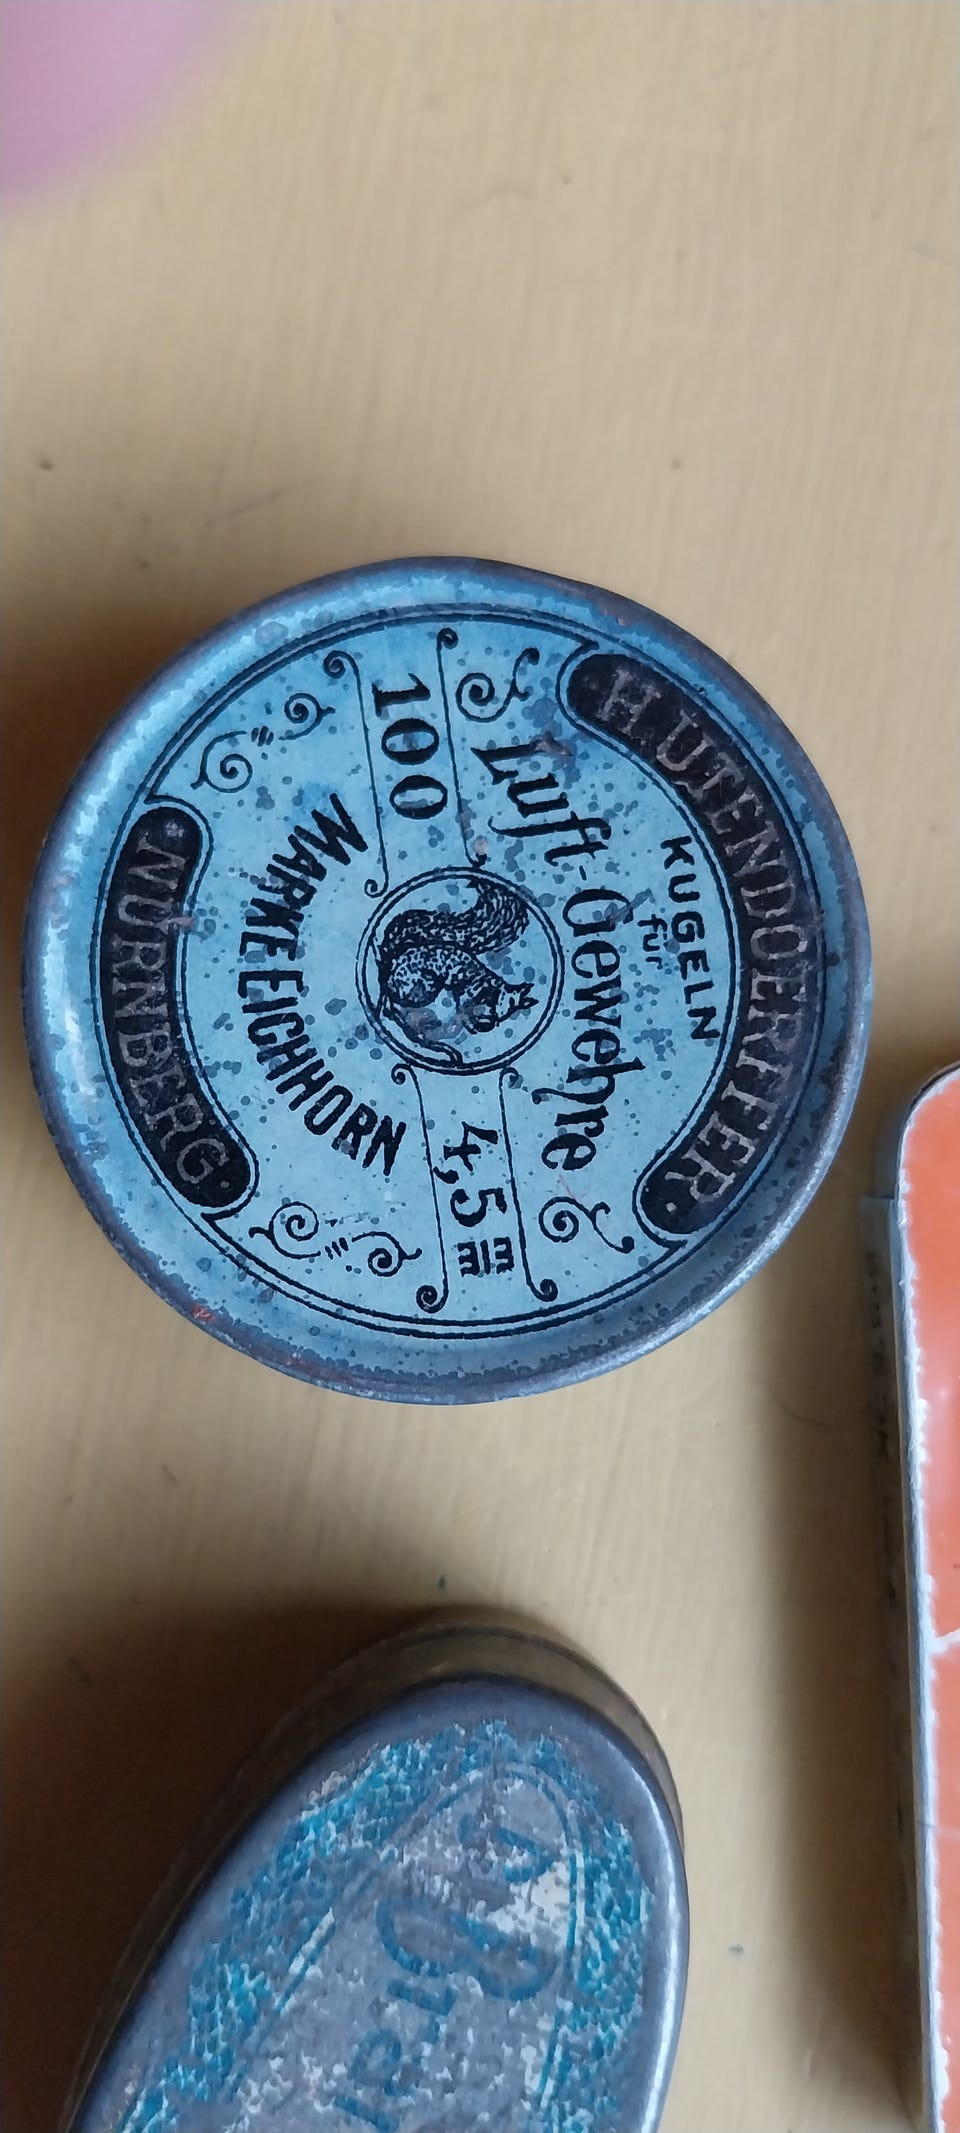 H. UTENDOERFFER.
KUGELN
für
Luft-Gewehre
100 4,5 m/m
MARKE EICHHORN
NÜRNBERG